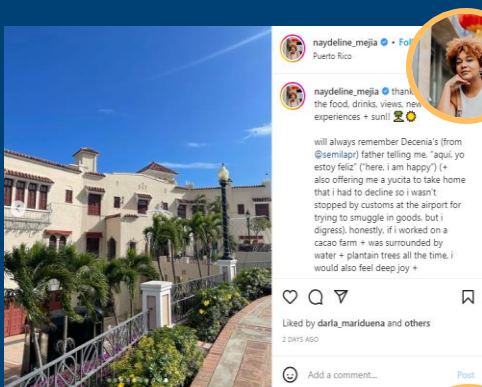 naydeline_mejia • Fol
Puerto Rico
naydeline_mejia thank
the food, drinks, views, new
experiences + sun!!
will always remember Decenia's (from
@semilapr) father telling me, "aquí, yo
estoy feliz" ("here, i am happy") (+
also offering me a yucita to take home
that i had to decline so i wasn't
stopped by customs at the airport for
trying to smuggle in goods, but i
digress). honestly, if i worked on a
cacao farm + was surrounded by
water + plantain trees all the time, i
would also feel deep joy +
Liked by darla_mariduena and others
2 DAYS AGO
Add a comment... Post